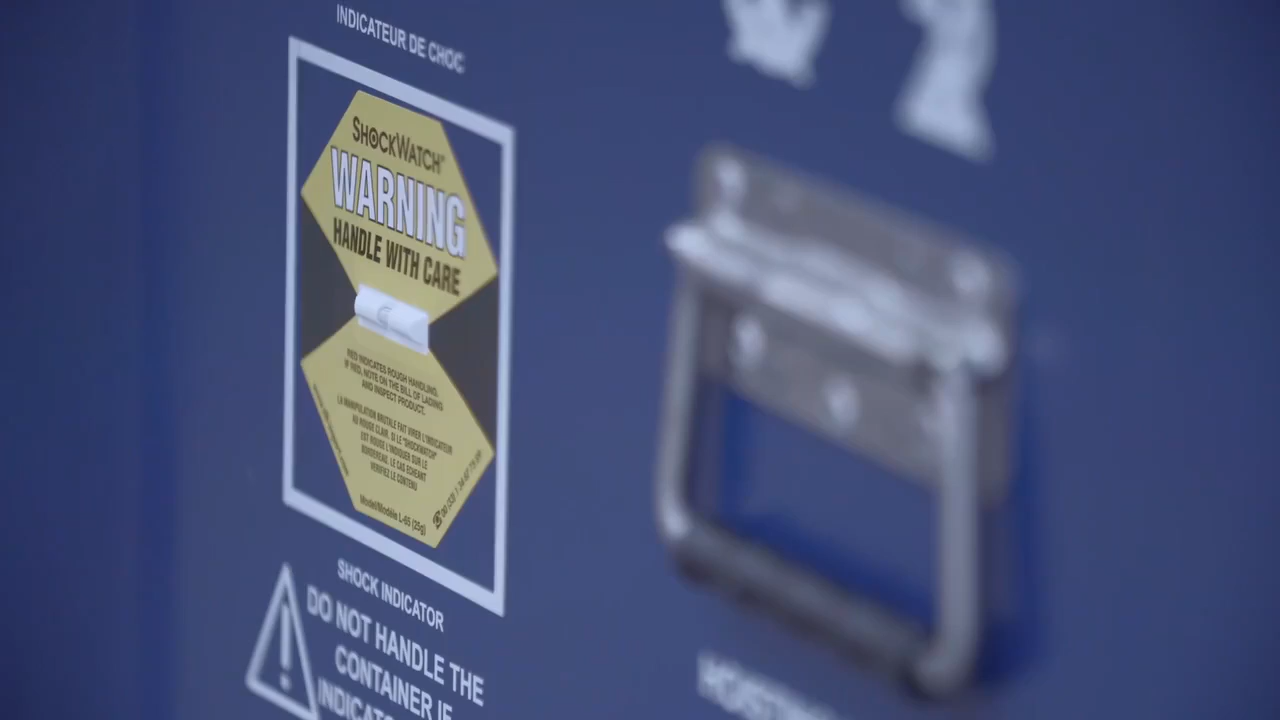 INDICATEUR DE CHOC
SHOCKWATCH®
WARNING
HANDLE WITH CARE
RED INDICATES ROUGH HANDLING.
IF RED, NOTE ON THE BILL OF LADING
AND INSPECT PRODUCT.
LA MANIPULATION BRUTALE FAIT VIRER L'INDICATEUR
AU ROUGE CLAIR. SI LE "SHOCKWATCH"
EST ROUGE L'INDIQUER SUR LE
BORDEREAU. LE CAS ECHEANT
VERIFIEZ LE CONTENU
Model/Modèle L-65 (25g)
SHOCK INDICATOR
DO NOT HANDLE THE
CONTAINER IF